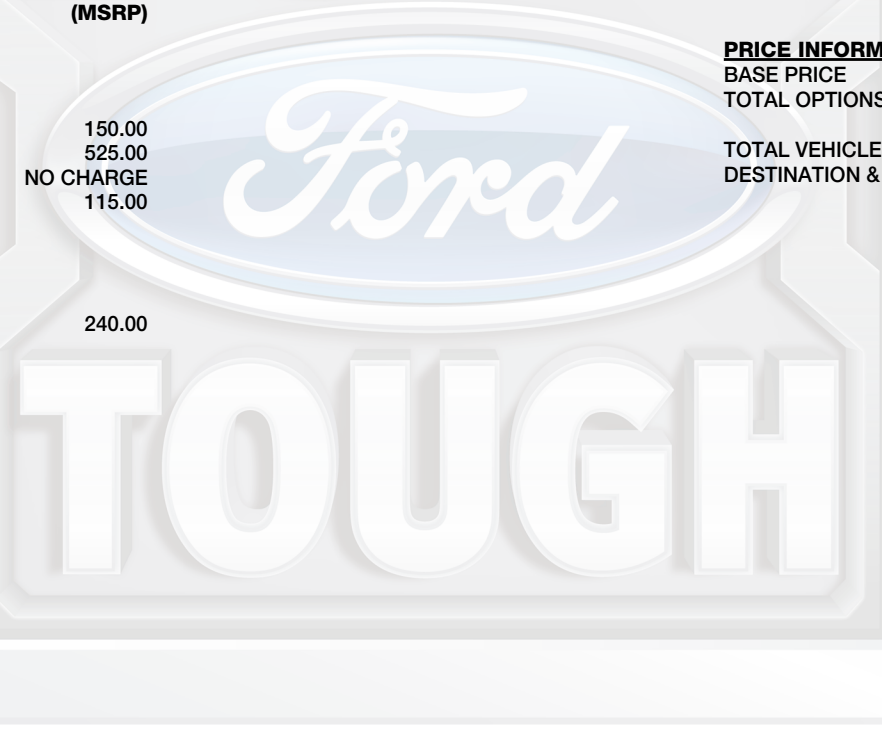 (MSRP)
150.00
525.00
NO CHARGE
115.00
240.00
PRICE INFORM
BASE PRICE
TOTAL OPTIONS
TOTAL VEHICLE
DESTINATION &
Ford
TOUGH